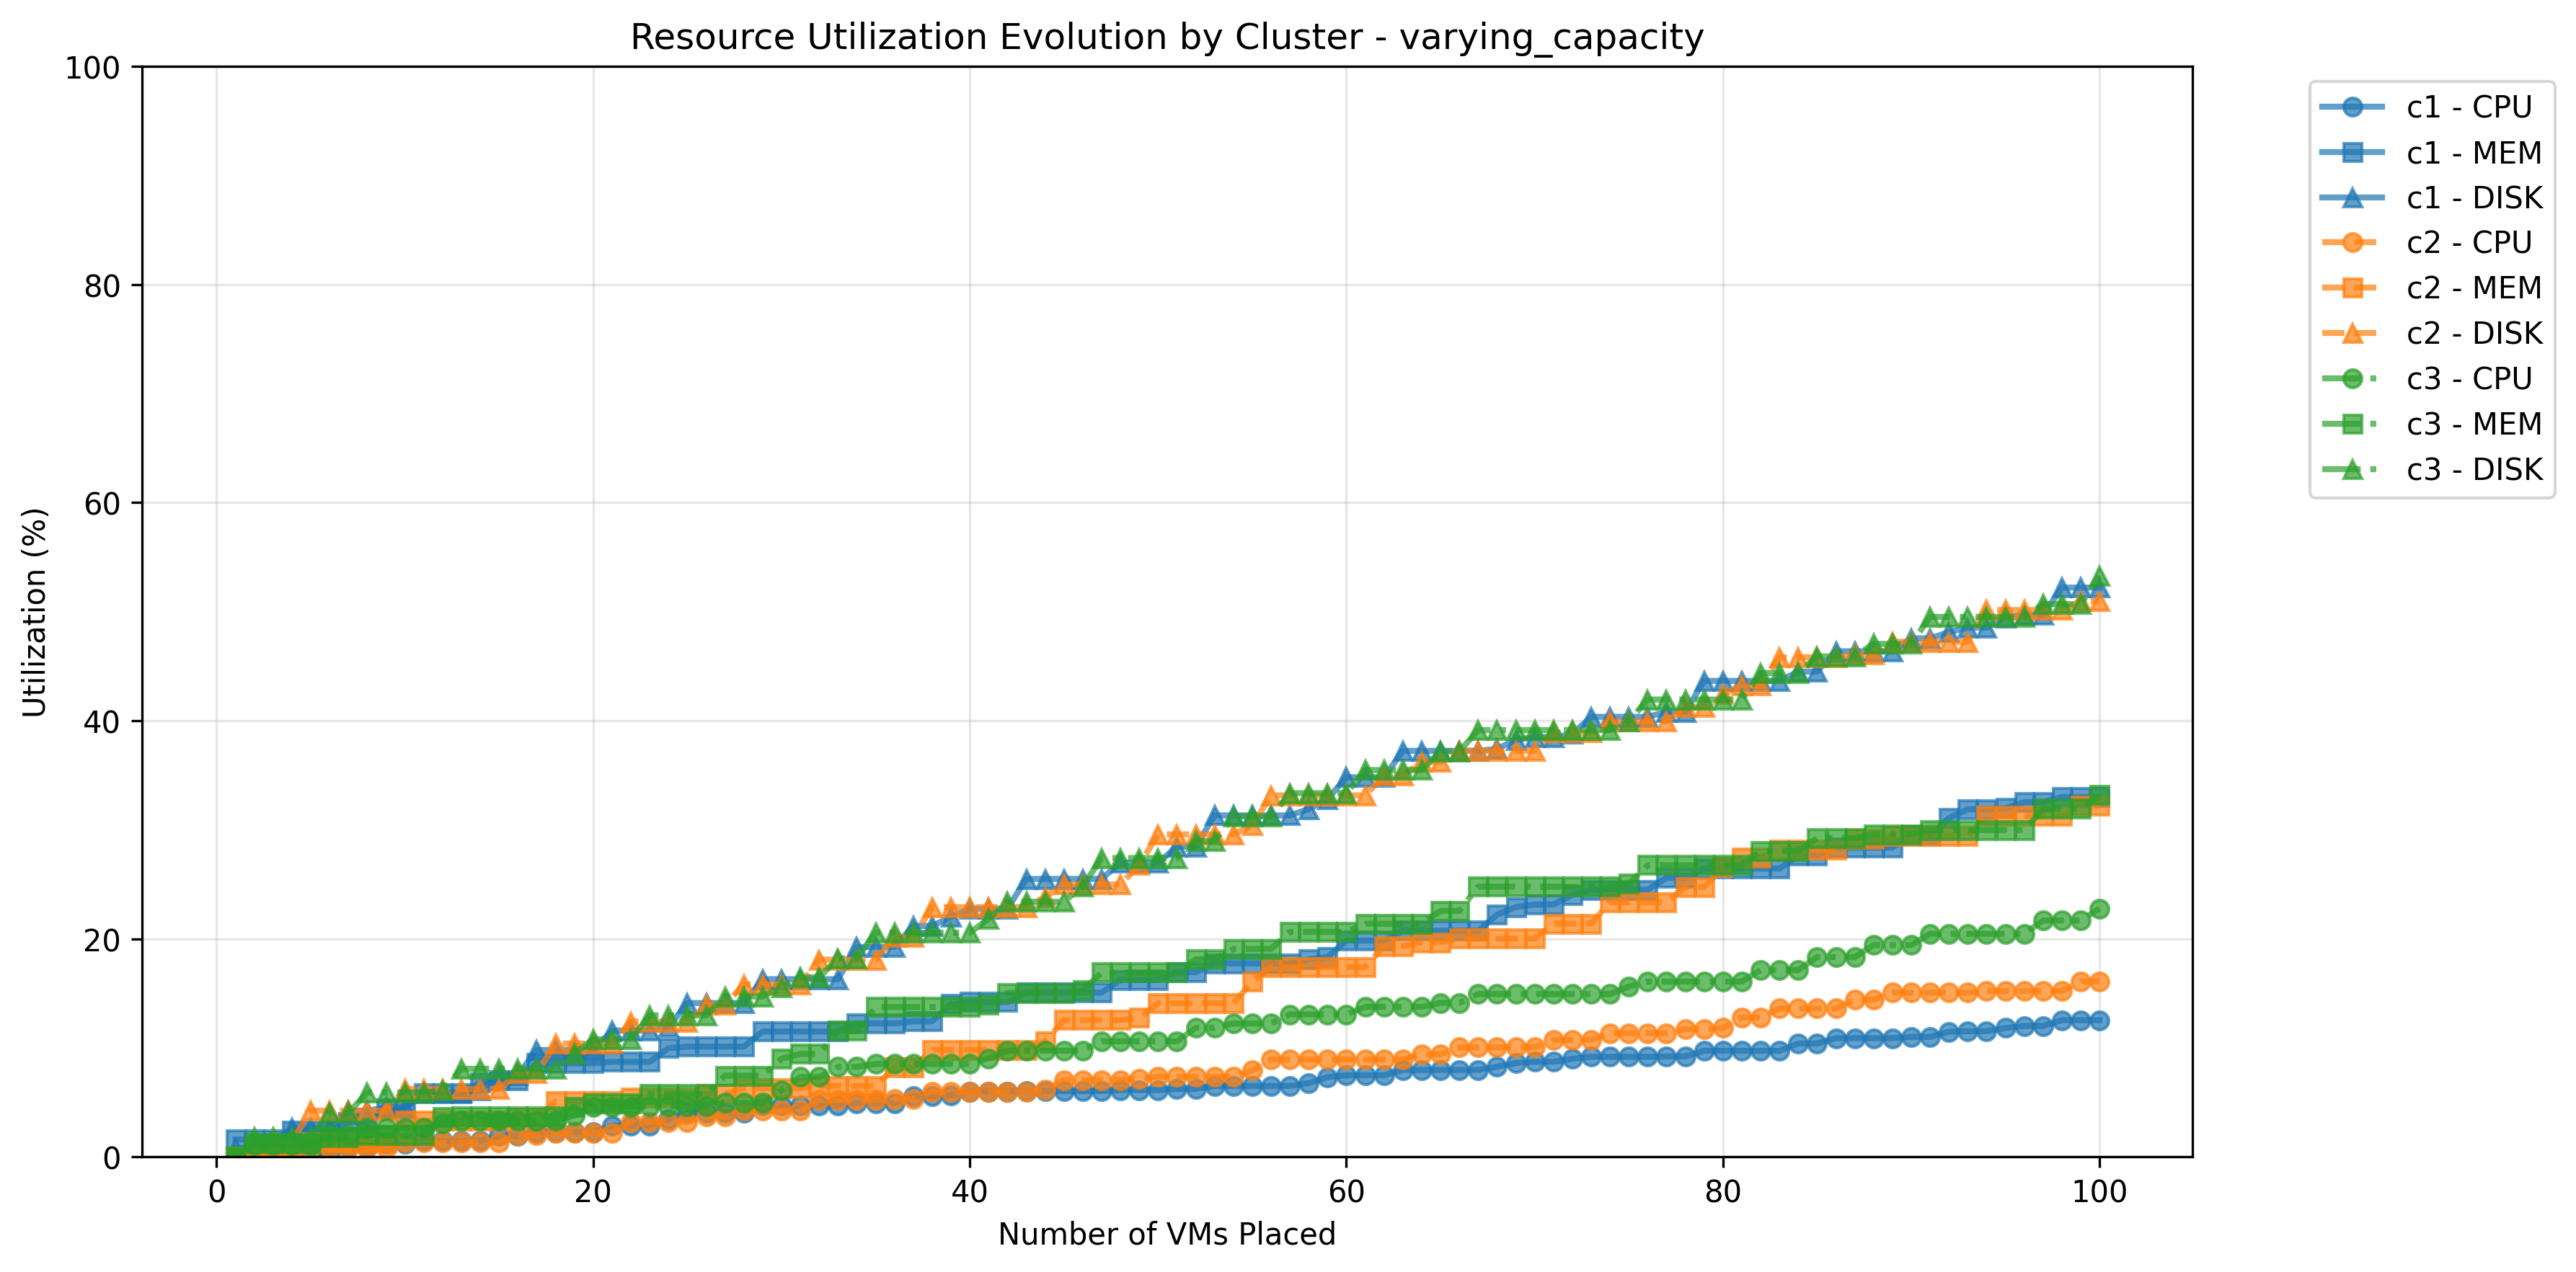 Resource Utilization Evolution by Cluster - varying_capacity
100
80
60
40
20
0
Utilization (%)
0 20 40 60 80 100
Number of VMs Placed
c1 - CPU
c1 - MEM
c1 - DISK
c2 - CPU
c2 - MEM
c2 - DISK
c3 - CPU
c3 - MEM
c3 - DISK